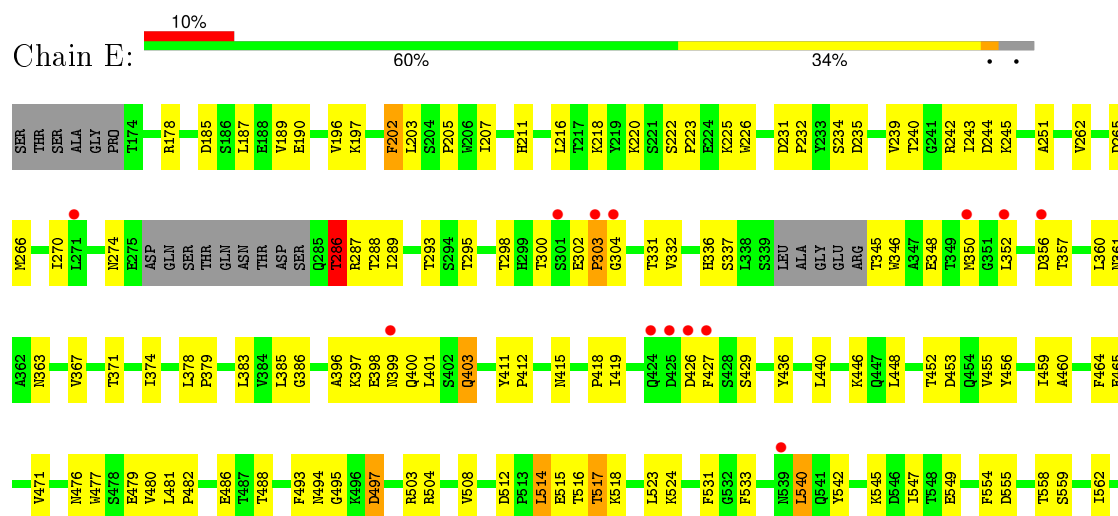 10%
Chain E:
60% 34% • •
SER THR SER ALA GLY PRO T174 R178 D185 S186 L187 E188 V189 E190 V196 K197 F202 L203 S204 P205 W206 I207 H211 L216 T217 K218 Y219 K220 S221 S222 P223 E224 K225 W226 D231 P232 Y233 S234 D235 V239 T240 G241 R242 I243 D244 K245 A251 V262 D265
M266 I270 L271 N274 E275 ASP GLN SER THR GLN ASN THR ASP SER Q285 T286 R287 T288 I289 T293 S294 T295 T298 H299 T300 S301 E302 P303 G304 T331 V332 H336 S337 L338 S339 LEU ALA GLY GLU ARG T345 W346 A347 E348 T349 M350 G351 L352 D356 T357 L360 N361
A362 N363 V367 T371 I374 L378 P379 L383 V384 L385 G386 A396 K397 E398 N399 Q400 L401 S402 Q403 Y411 P412 N415 P418 I419 Q424 D425 D426 F427 S428 S429 Y436 L440 K446 Q447 L448 T452 D453 Q454 V455 Y456 I459 A460 F464 E465
V471 N476 W477 S478 E479 V480 L481 P482 E486 T487 T488 F493 N494 G495 K496 D497 R503 R504 V508 D512 P513 L514 E515 T516 T517 K518 L523 K524 F531 G532 F533 N539 L540 Q541 Y542 K545 D546 I547 T548 E549 F554 D555 T558 S559 I562